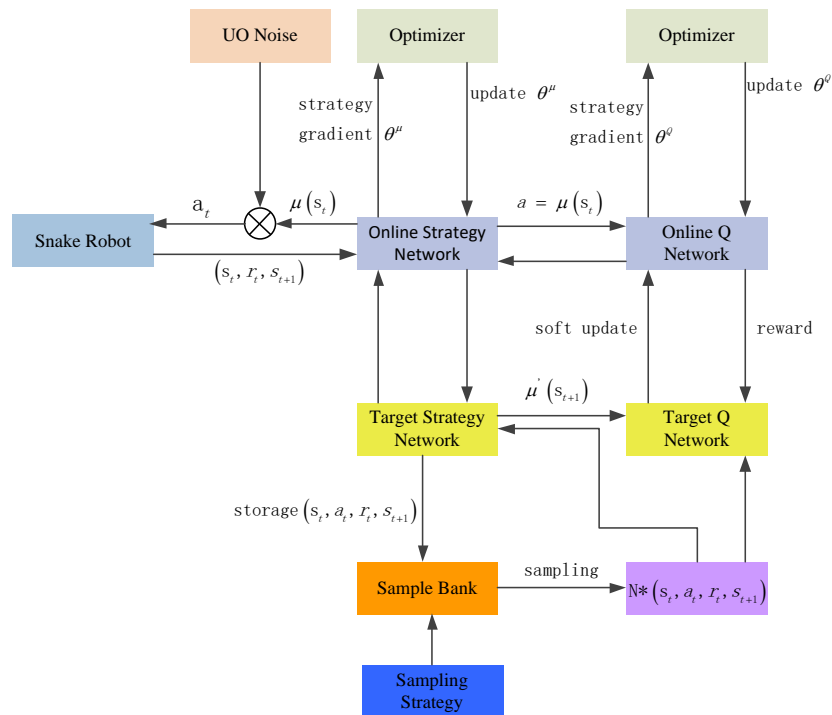 UO Noise
Optimizer
Optimizer
strategy
gradient θ^μ
update θ^μ
strategy
gradient θ^Q
update θ^Q
a_t
μ(s_t)
a = μ(s_t)
Snake Robot
Online Strategy
Network
Online Q
Network
(s_t, r_t, s_{t+1})
soft update
reward
μ'(s_{t+1})
Target Strategy
Network
Target Q
Network
storage(s_t, a_t, r_t, s_{t+1})
sampling
Sample Bank
N*(s_t, a_t, r_t, s_{t+1})
Sampling
Strategy